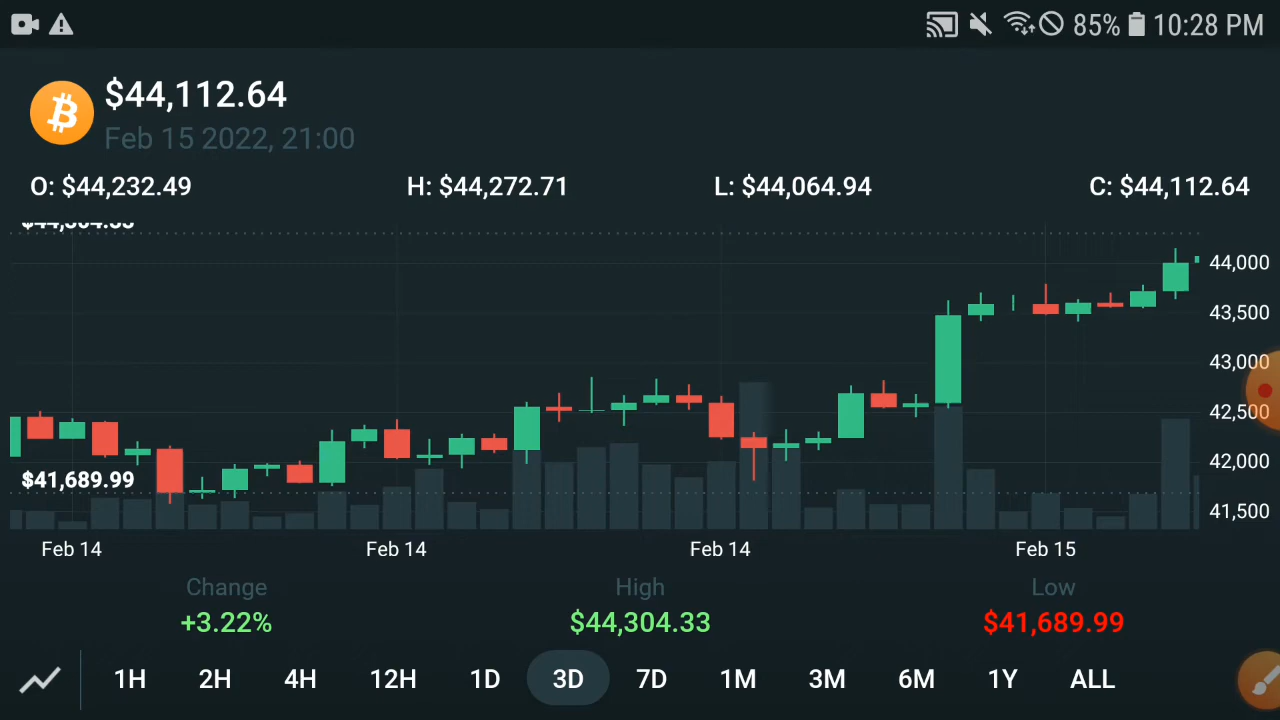 85% 10:28 PM
$44,112.64
Feb 15 2022, 21:00
O: $44,232.49 H: $44,272.71 L: $44,064.94 C: $44,112.64
$44,304.33
44,000
43,500
43,000
42,500
$41,689.99
42,000
41,500
Feb 14 Feb 14 Feb 14 Feb 15
Change High Low
+3.22% $44,304.33 $41,689.99
1H 2H 4H 12H 1D 3D 7D 1M 3M 6M 1Y ALL